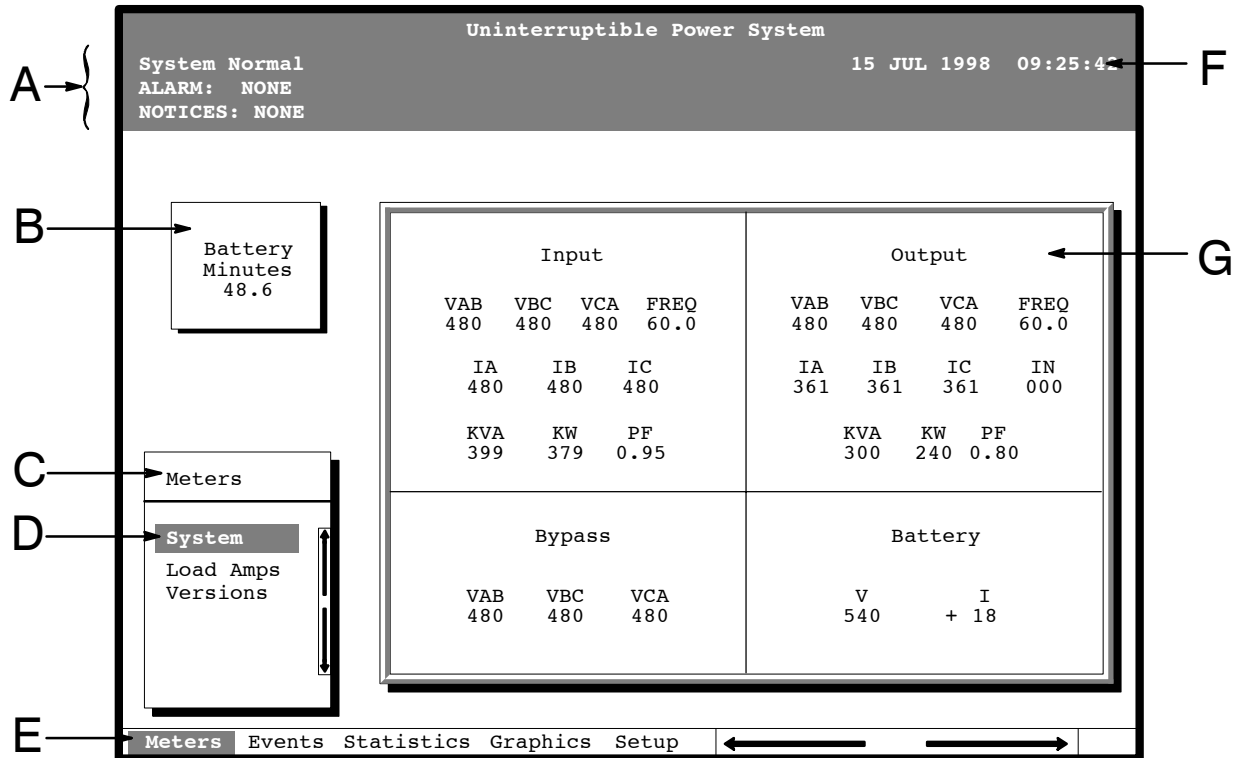 Uninterruptible Power System
System Normal
15 JUL 1998 09:25:42
ALARM: NONE
NOTICES: NONE
A
F
B
Battery
Minutes
48.6
Input
VAB VBC VCA FREQ
480 480 480 60.0
IA IB IC
480 480 480
KVA KW PF
399 379 0.95
Output
VAB VBC VCA FREQ
480 480 480 60.0
IA IB IC IN
361 361 361 000
KVA KW PF
300 240 0.80
G
C
Meters
D
System
Load Amps
Versions
Bypass
VAB VBC VCA
480 480 480
Battery
V I
540 + 18
E
Meters Events Statistics Graphics Setup